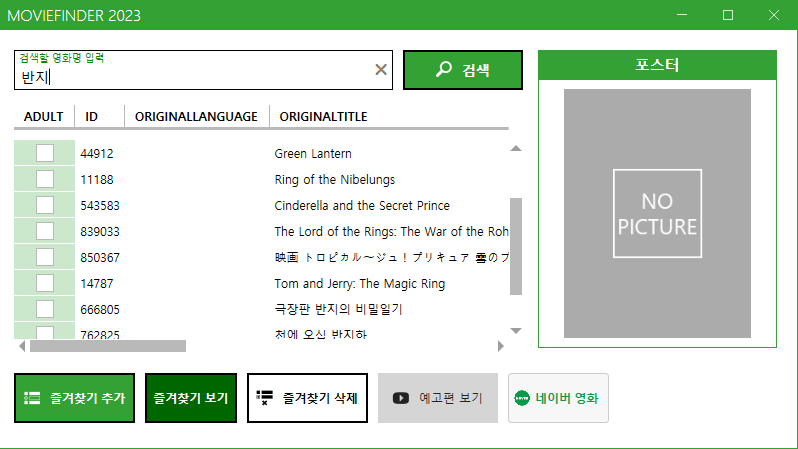 MOVIEFINDER 2023
검색할 영화명 입력
반지
검색
포스터
ADULT ID ORIGINALLANGUAGE ORIGINALTITLE
44912 Green Lantern
11188 Ring of the Nibelungs
543583 Cinderella and the Secret Prince
839033 The Lord of the Rings: The War of the Roh
850367 映画 トロピカル～ジュ！プリキュア 雪のプ
14787 Tom and Jerry: The Magic Ring
666805 극장판 반지의 비밀일기
762825 천에 오신 반지하
NO
PICTURE
즐겨찾기 추가 즐겨찾기 보기 즐겨찾기 삭제 예고편 보기 네이버 영화